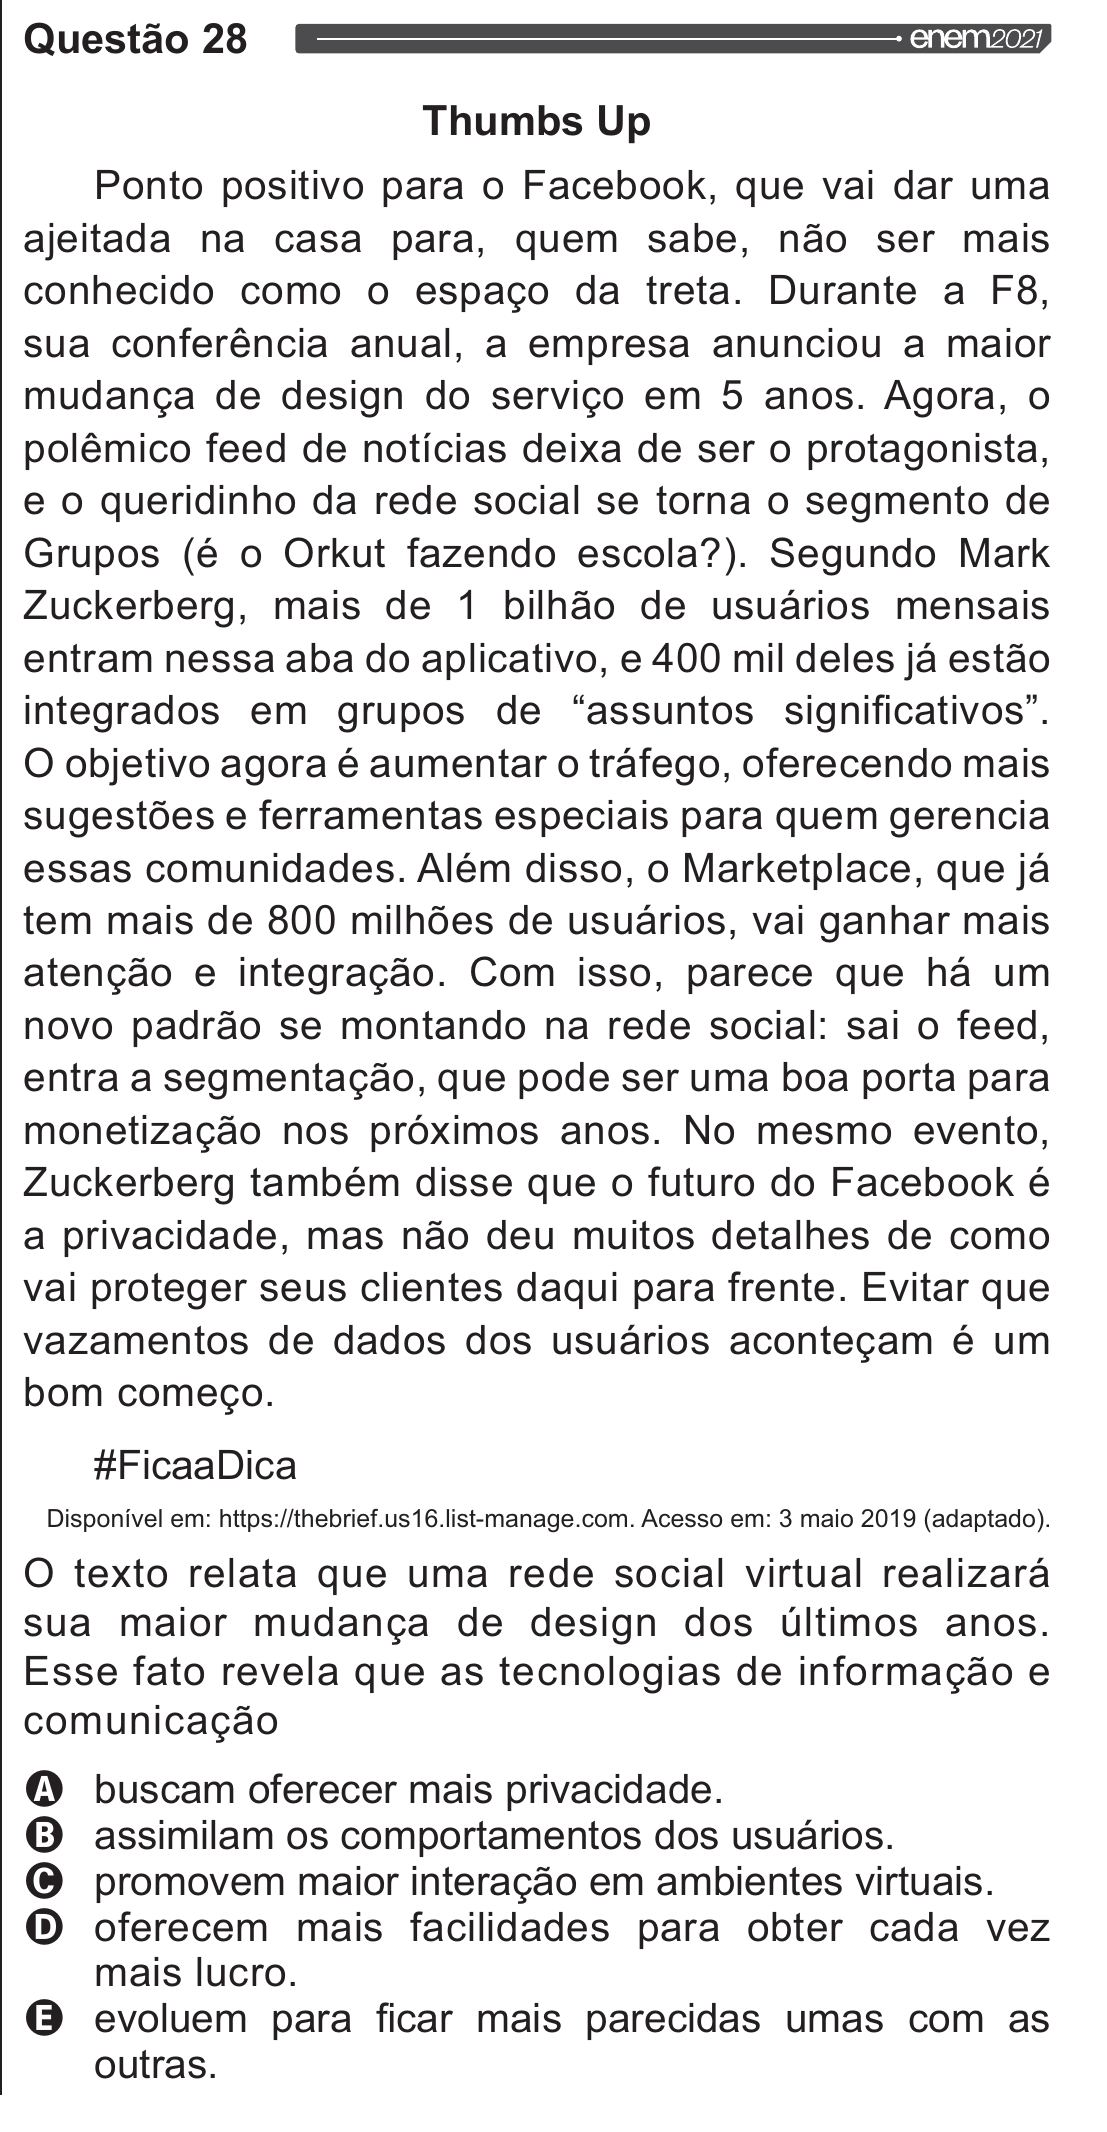 Questão 28
enem2021
Thumbs Up
Ponto positivo para o Facebook, que vai dar uma
ajeitada na casa para, quem sabe, não ser mais
conhecido como o espaço da treta. Durante a F8,
sua conferência anual, a empresa anunciou a maior
mudança de design do serviço em 5 anos. Agora, o
polêmico feed de notícias deixa de ser o protagonista,
e o queridinho da rede social se torna o segmento de
Grupos (é o Orkut fazendo escola?). Segundo Mark
Zuckerberg, mais de 1 bilhão de usuários mensais
entram nessa aba do aplicativo, e 400 mil deles já estão
integrados em grupos de “assuntos significativos”.
O objetivo agora é aumentar o tráfego, oferecendo mais
sugestões e ferramentas especiais para quem gerencia
essas comunidades. Além disso, o Marketplace, que já
tem mais de 800 milhões de usuários, vai ganhar mais
atenção e integração. Com isso, parece que há um
novo padrão se montando na rede social: sai o feed,
entra a segmentação, que pode ser uma boa porta para
monetização nos próximos anos. No mesmo evento,
Zuckerberg também disse que o futuro do Facebook é
a privacidade, mas não deu muitos detalhes de como
vai proteger seus clientes daqui para frente. Evitar que
vazamentos de dados dos usuários aconteçam é um
bom começo.
#FicaaDica
Disponível em: https://thebrief.us16.list-manage.com. Acesso em: 3 maio 2019 (adaptado).
O texto relata que uma rede social virtual realizará
sua maior mudança de design dos últimos anos.
Esse fato revela que as tecnologias de informação e
comunicação
A buscam oferecer mais privacidade.
B assimilam os comportamentos dos usuários.
C promovem maior interação em ambientes virtuais.
D oferecem mais facilidades para obter cada vez
mais lucro.
E evoluem para ficar mais parecidas umas com as
outras.